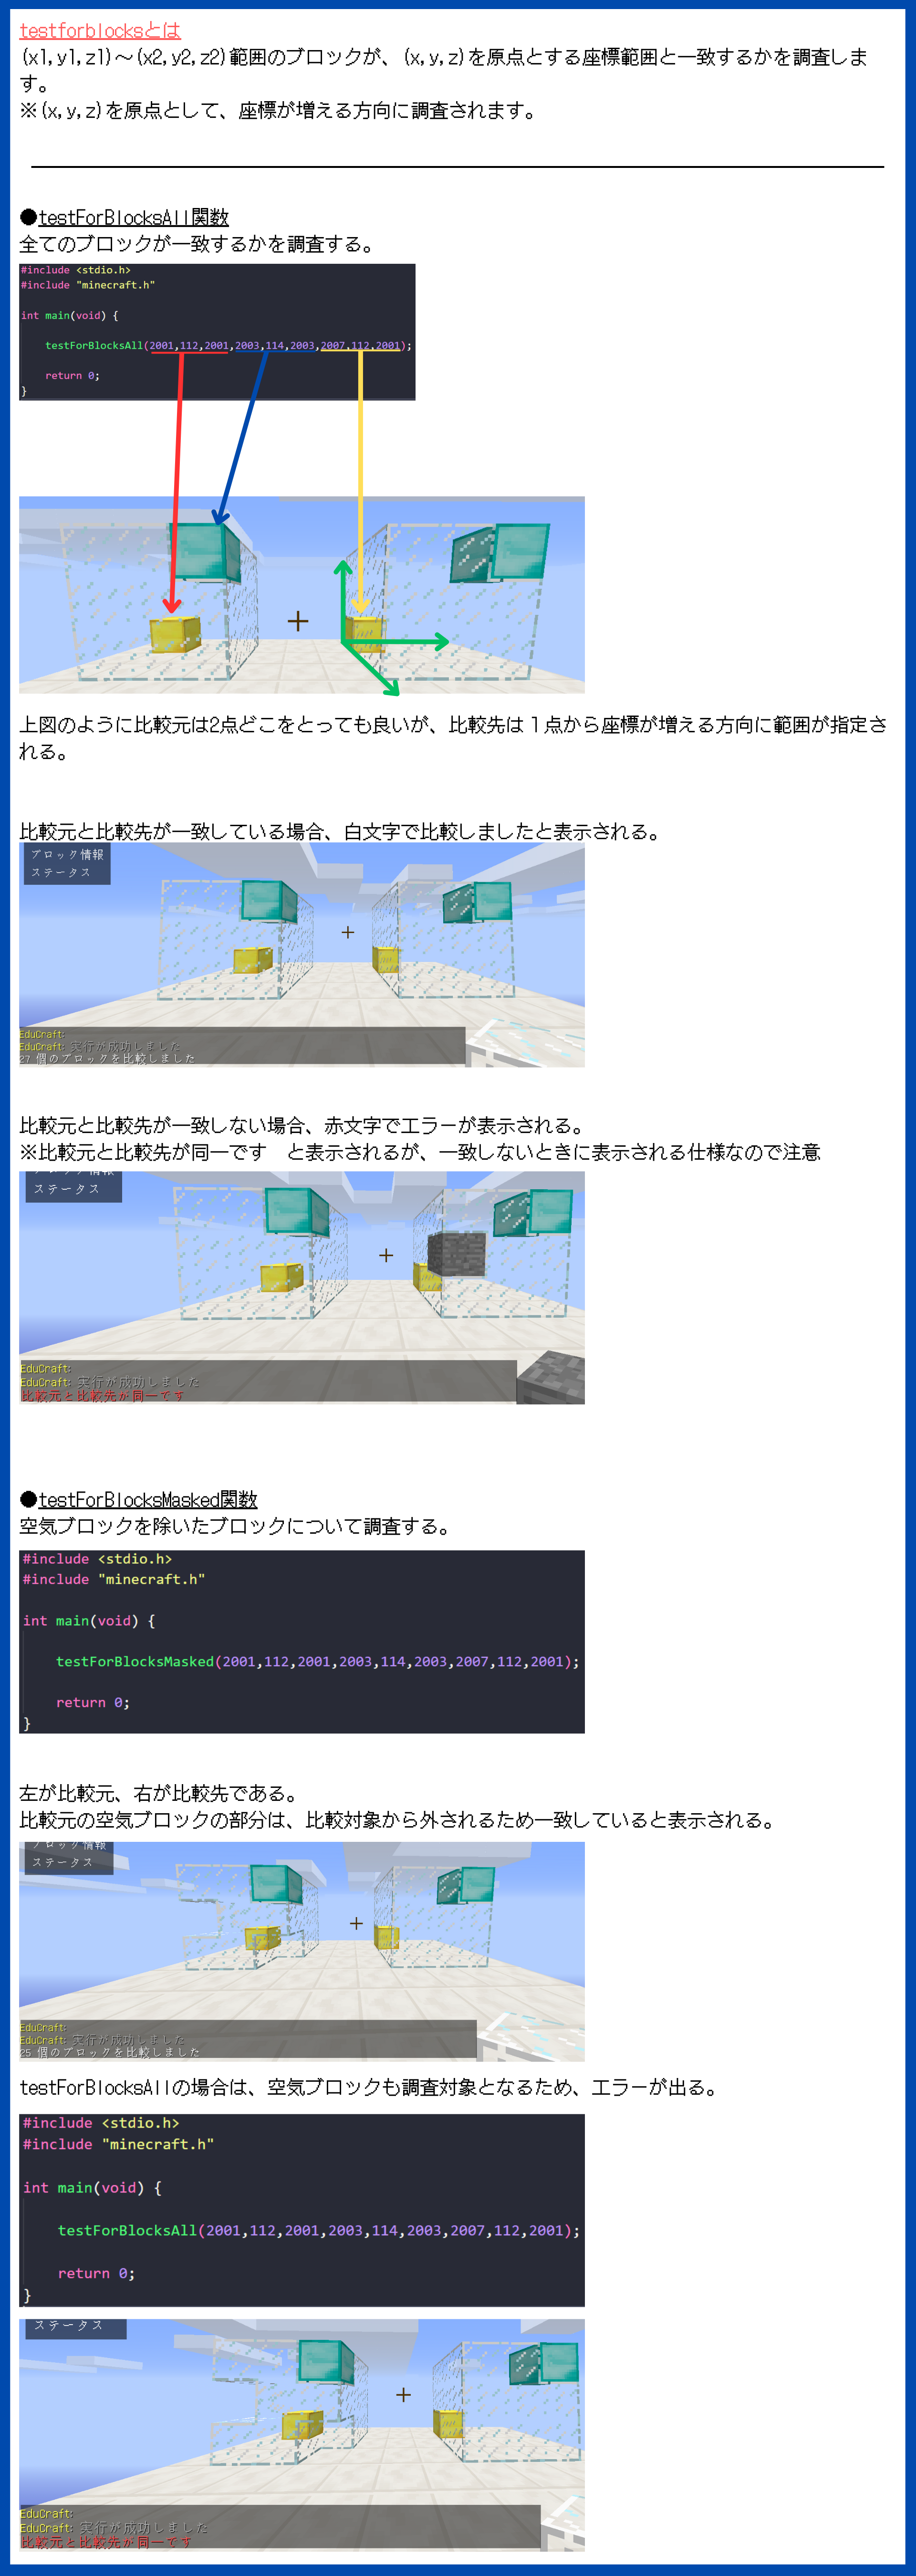 testforblocksとは
(x1,y1,z1)～(x2,y2,z2)範囲のブロックが、(x,y,z)を原点とする座標範囲と一致するかを調査しま
す。
※(x,y,z)を原点として、座標が増える方向に調査されます。
●testForBlocksAll関数
全てのブロックが一致するかを調査する。
#include <stdio.h>
#include "minecraft.h"
int main(void) {
testForBlocksAll(2001,112,2001,2003,114,2003,2007,112,2001);
return 0;
}
上図のように比較元は2点どこをとっても良いが、比較先は１点から座標が増える方向に範囲が指定さ
れる。
比較元と比較先が一致している場合、白文字で比較しましたと表示される。
ブロック情報
ステータス
EduCraft:
EduCraft: 実行が成功しました
27 個のブロックを比較しました
比較元と比較先が一致しない場合、赤文字でエラーが表示される。
※比較元と比較先が同一です　と表示されるが、一致しないときに表示される仕様なので注意
ブロック情報
ステータス
EduCraft:
EduCraft: 実行が成功しました
比較元と比較先が同一です
●testForBlocksMasked関数
空気ブロックを除いたブロックについて調査する。
#include <stdio.h>
#include "minecraft.h"
int main(void) {
testForBlocksMasked(2001,112,2001,2003,114,2003,2007,112,2001);
return 0;
}
左が比較元、右が比較先である。
比較元の空気ブロックの部分は、比較対象から外されるため一致していると表示される。
ブロック情報
ステータス
EduCraft:
EduCraft: 実行が成功しました
25 個のブロックを比較しました
testForBlocksAllの場合は、空気ブロックも調査対象となるため、エラーが出る。
#include <stdio.h>
#include "minecraft.h"
int main(void) {
testForBlocksAll(2001,112,2001,2003,114,2003,2007,112,2001);
return 0;
}
ステータス
EduCraft:
EduCraft: 実行が成功しました
比較元と比較先が同一です